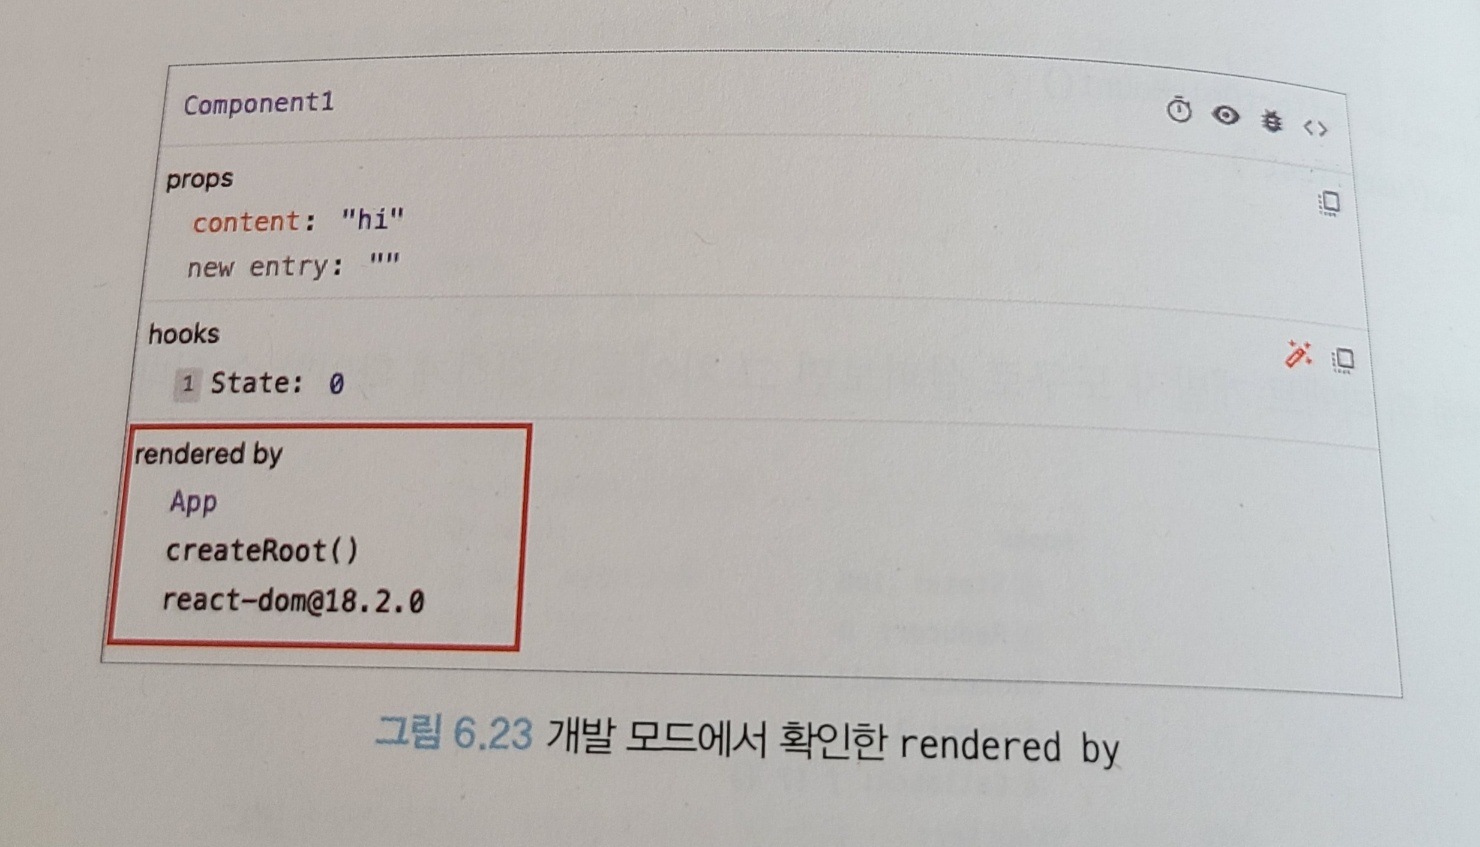 Component1
props
content: "hi"
new entry: ""
hooks
1 State: 0
rendered by
App
createRoot()
react-dom@18.2.0
그림 6.23 개발 모드에서 확인한 rendered by